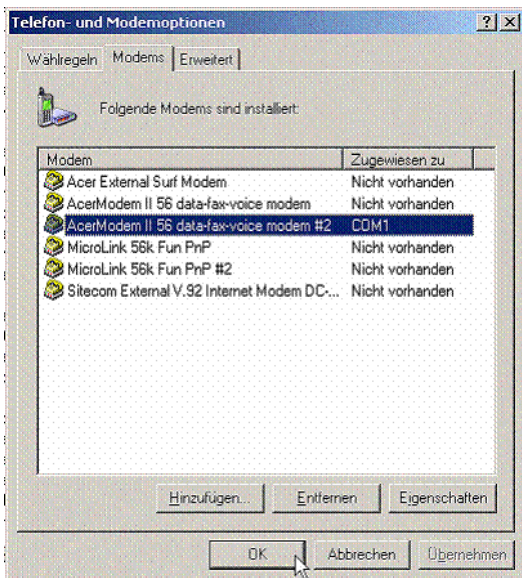 Telefon- und Modemoptionen
Wählregeln Modems Erweitert
Folgende Modems sind installiert:
Modem Zugewiesen zu
Acer External Surf Modem Nicht vorhanden
AcerModem II 56 data-fax-voice modem Nicht vorhanden
AcerModem II 56 data-fax-voice modem #2 COM1
MicroLink 56k Fun PnP Nicht vorhanden
MicroLink 56k Fun PnP #2 Nicht vorhanden
Sitecom External V.92 Internet Modem DC-... Nicht vorhanden
Hinzufügen... Entfernen Eigenschaften
OK Abbrechen Übernehmen